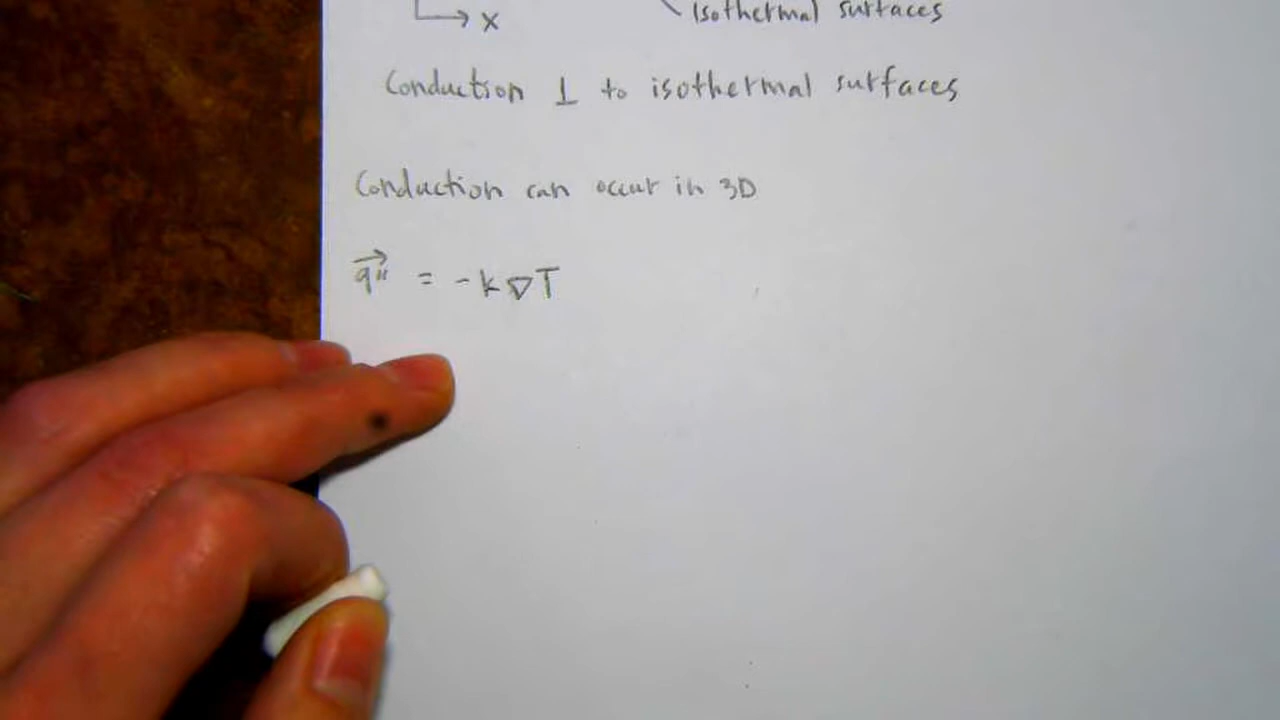 x
Isothermal surfaces
Conduction ⊥ to isothermal surfaces
Conduction can occur in 3D
q⃗" = -k∇T